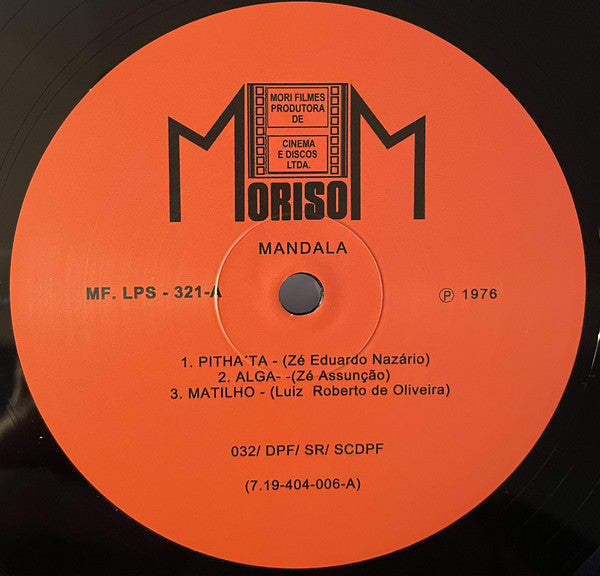 MORI FILMES
PRODUTORA
DE
CINEMA
E DISCOS
LTDA.
MORISOM
MANDALA
MF. LPS - 321-A
℗ 1976
1. PITHA´TA - (Zé Eduardo Nazário)
2. ALGA- -(Zé Assunção)
3. MATILHO - (Luiz Roberto de Oliveira)
032/ DPF/ SR/ SCDPF
(7.19-404-006-A)